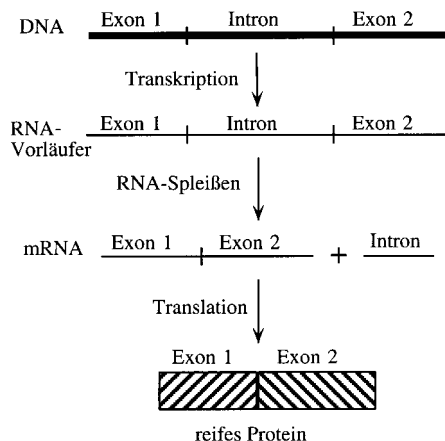 DNA Exon 1 Intron Exon 2
Transkription
RNA-
Vorläufer
Exon 1 Intron Exon 2
RNA-Spleißen
mRNA Exon 1 Exon 2 + Intron
Translation
Exon 1 Exon 2
reifes Protein